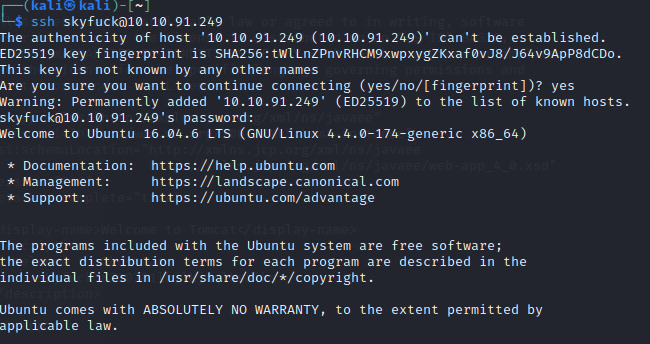 ┌──(kali㉿kali)-[~]
└─$ ssh skyfuck@10.10.91.249
The authenticity of host '10.10.91.249 (10.10.91.249)' can't be established.
ED25519 key fingerprint is SHA256:tWlLnZPnvRHCM9xwpxygZKxaf0vJ8/J64v9ApP8dCDo.
This key is not known by any other names
Are you sure you want to continue connecting (yes/no/[fingerprint])? yes
Warning: Permanently added '10.10.91.249' (ED25519) to the list of known hosts.
skyfuck@10.10.91.249's password:
Welcome to Ubuntu 16.04.6 LTS (GNU/Linux 4.4.0-174-generic x86_64)
* Documentation: https://help.ubuntu.com
* Management: https://landscape.canonical.com
* Support: https://ubuntu.com/advantage
display-name>Welcome to Tomcat</display-name>
The programs included with the Ubuntu system are free software;
the exact distribution terms for each program are described in the
individual files in /usr/share/doc/*/copyright.
Ubuntu comes with ABSOLUTELY NO WARRANTY, to the extent permitted by
applicable law.